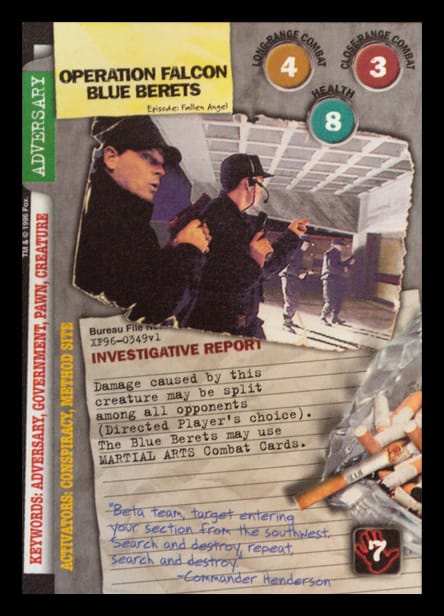 OPERATION FALCON
BLUE BERETS
Episode: Fallen Angel
LONG-RANGE COMBAT
4
CLOSE-RANGE COMBAT
3
HEALTH
8
ADVERSARY
TM & © 1996 Fox.
KEYWORDS: ADVERSARY, GOVERNMENT, PAWN, CREATURE
ACTIVATORS: CONSPIRACY, METHOD SITE
Bureau File
XF96-0349v1
INVESTIGATIVE REPORT
Damage caused by this
creature may be split
among all opponents
(Directed Player's choice).
The Blue Berets may use
MARTIAL ARTS Combat Cards.
"Beta team, target entering
your section from the southwest.
Search and destroy, repeat,
search and destroy."
~Commander Henderson
7